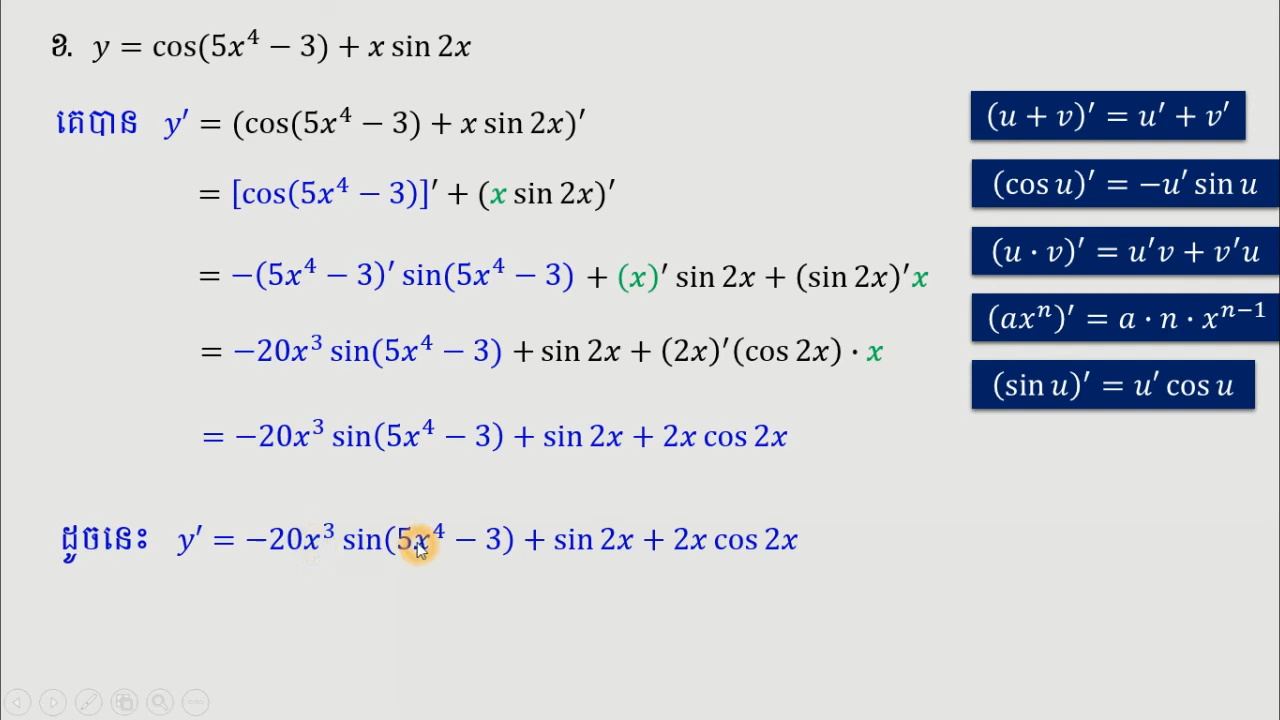 ខ. y = cos(5x⁴ − 3) + x sin 2x
គេបាន y′ = (cos(5x⁴ − 3) + x sin 2x)′
= [cos(5x⁴ − 3)]′ + (x sin 2x)′
= −(5x⁴ − 3)′ sin(5x⁴ − 3) + (x)′ sin 2x + (sin 2x)′x
= −20x³ sin(5x⁴ − 3) + sin 2x + (2x)′(cos 2x) · x
= −20x³ sin(5x⁴ − 3) + sin 2x + 2x cos 2x
ដូចនេះ y′ = −20x³ sin(5x⁴ − 3) + sin 2x + 2x cos 2x
(u + v)′ = u′ + v′
(cos u)′ = −u′ sin u
(u · v)′ = u′v + v′u
(axⁿ)′ = a · n · xⁿ⁻¹
(sin u)′ = u′ cos u